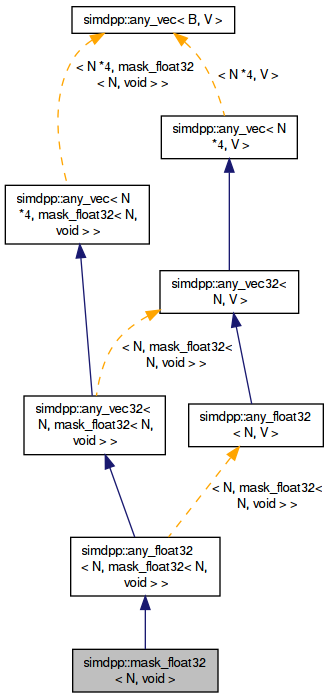 simdpp::any_vec< B, V >
< N *4, mask_float32
< N, void > >
< N *4, V >
simdpp::any_vec< N
*4, V >
simdpp::any_vec< N
*4, mask_float32< N,
void > >
simdpp::any_vec32<
N, V >
< N, mask_float32<
N, void > >
simdpp::any_vec32<
N, mask_float32< N,
void > >
simdpp::any_float32
< N, V >
< N, mask_float32<
N, void > >
simdpp::any_float32
< N, mask_float32< N,
void > >
simdpp::mask_float32
< N, void >